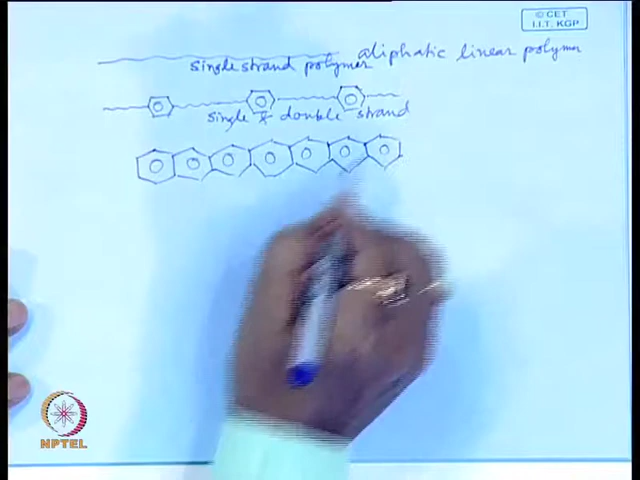 © CET
I.I.T. KGP
aliphatic linear polymer
single strand polymer
single & double strand
NPTEL